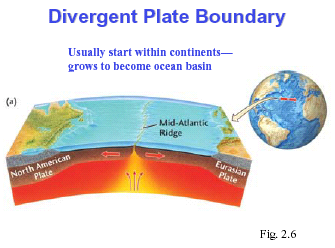 Divergent Plate Boundary
Usually start within continents—
grows to become ocean basin
(a)
Mid-Atlantic
Ridge
North American
Plate
Eurasian
Plate
Fig. 2.6